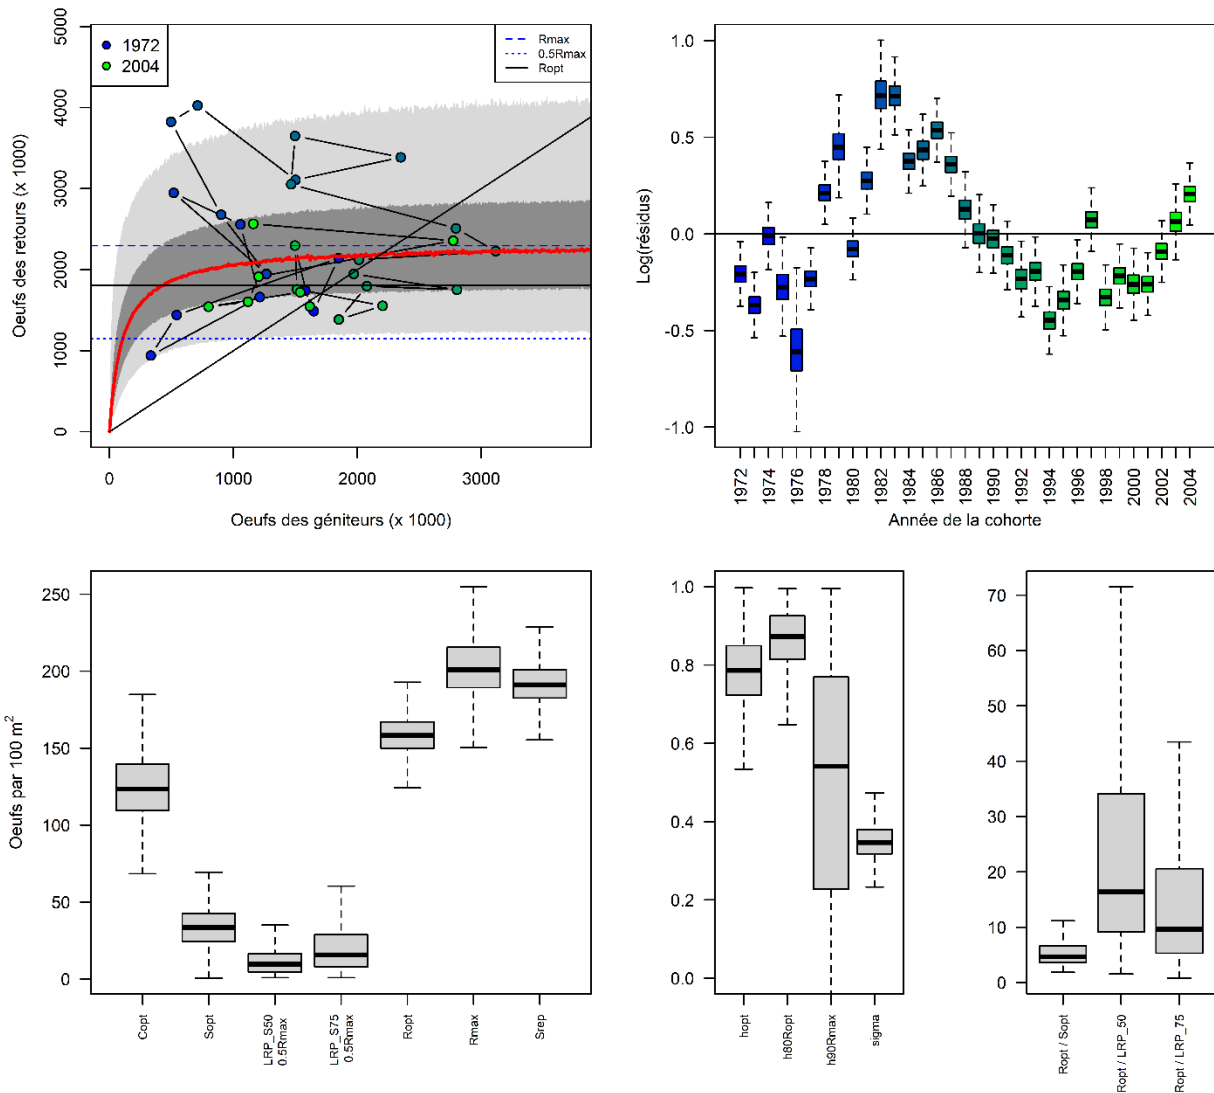 5000
4000
3000
2000
1000
0
Oeufs des retours (x 1000)
1972
2004
Rmax
0.5Rmax
Ropt
0
1000
2000
3000
Oeufs des géniteurs (x 1000)
1.0
0.5
0.0
-0.5
-1.0
Log(résidus)
1972
1974
1976
1978
1980
1982
1984
1986
1988
1990
1992
1994
1996
1998
2000
2002
2004
Année de la cohorte
250
200
150
100
50
0
Oeufs par 100 m²
Copt
Sopt
LRP_S50
0.5Rmax
LRP_S75
0.5Rmax
Ropt
Rmax
Srep
1.0
0.8
0.6
0.4
0.2
0.0
hopt
h80Ropt
h90Rmax
sigma
70
60
50
40
30
20
10
0
Ropt / Sopt
Ropt / LRP_50
Ropt / LRP_75